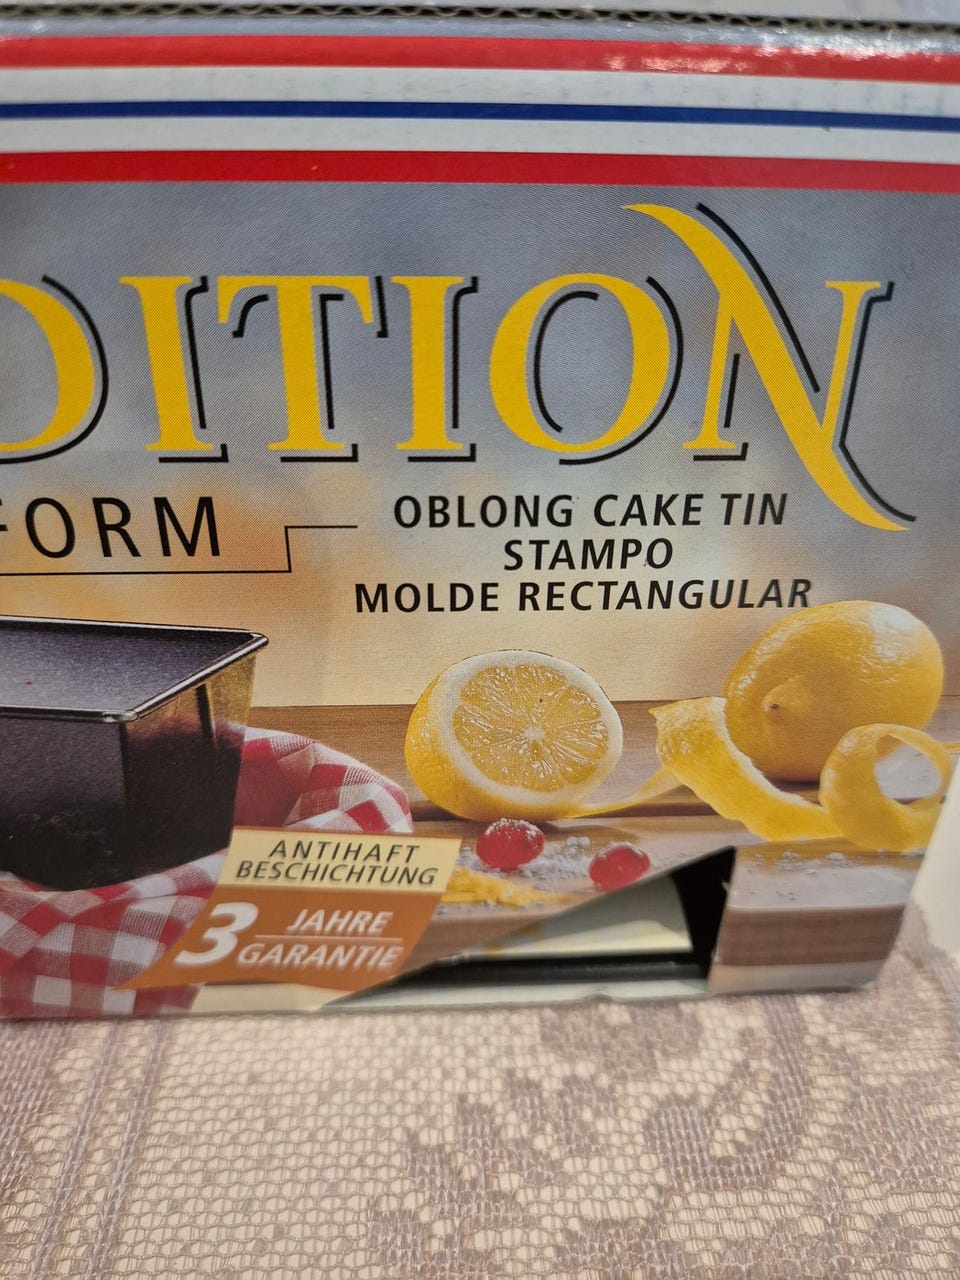 DITION
FORM
OBLONG CAKE TIN
STAMPO
MOLDE RECTANGULAR
ANTIHAFT
BESCHICHTUNG
3 JAHRE
GARANTIE